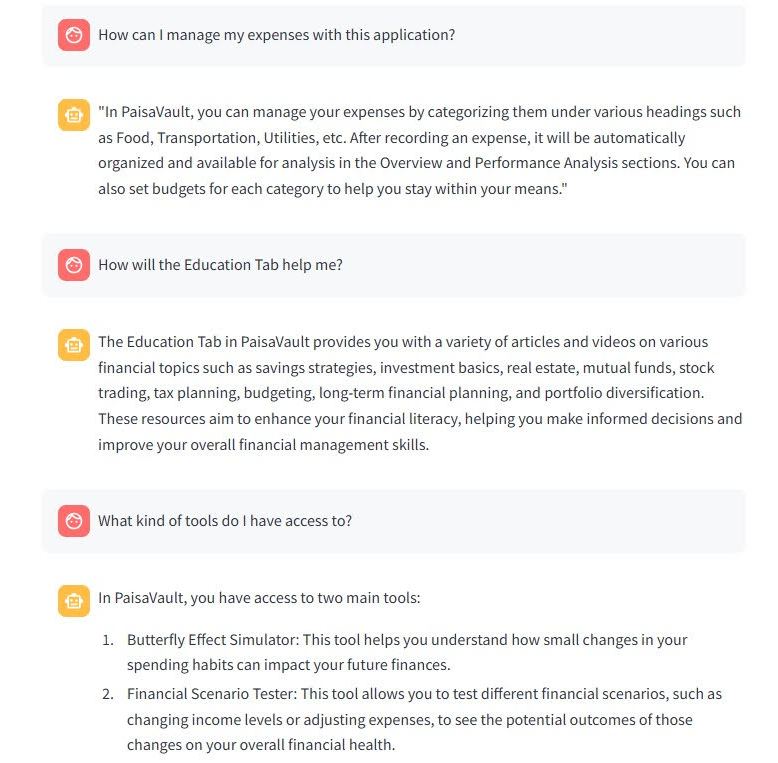 How can I manage my expenses with this application?
"In PaisaVault, you can manage your expenses by categorizing them under various headings such
as Food, Transportation, Utilities, etc. After recording an expense, it will be automatically
organized and available for analysis in the Overview and Performance Analysis sections. You can
also set budgets for each category to help you stay within your means."
How will the Education Tab help me?
The Education Tab in PaisaVault provides you with a variety of articles and videos on various
financial topics such as savings strategies, investment basics, real estate, mutual funds, stock
trading, tax planning, budgeting, long-term financial planning, and portfolio diversification.
These resources aim to enhance your financial literacy, helping you make informed decisions and
improve your overall financial management skills.
What kind of tools do I have access to?
In PaisaVault, you have access to two main tools:
1. Butterfly Effect Simulator: This tool helps you understand how small changes in your
spending habits can impact your future finances.
2. Financial Scenario Tester: This tool allows you to test different financial scenarios, such as
changing income levels or adjusting expenses, to see the potential outcomes of those
changes on your overall financial health.